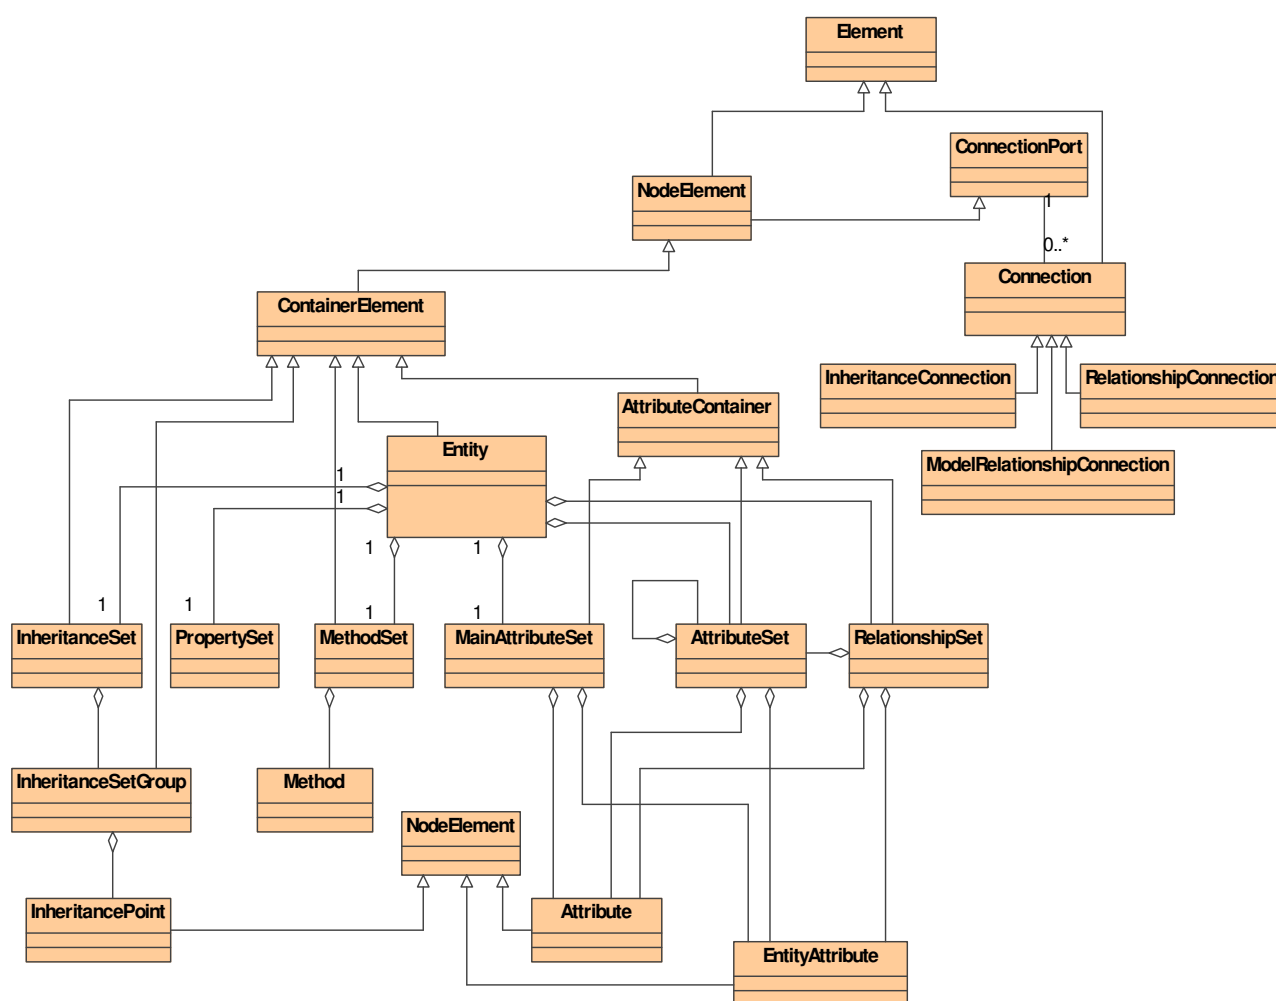 Element
ConnectionPort
NodeElement
1
0..*
Connection
ContainerElement
InheritanceConnection
RelationshipConnection
AttributeContainer
Entity
ModelRelationshipConnection
1
1
1
1
1
1
1
1
InheritanceSet
PropertySet
MethodSet
MainAttributeSet
AttributeSet
RelationshipSet
InheritanceSetGroup
Method
NodeElement
InheritancePoint
Attribute
EntityAttribute